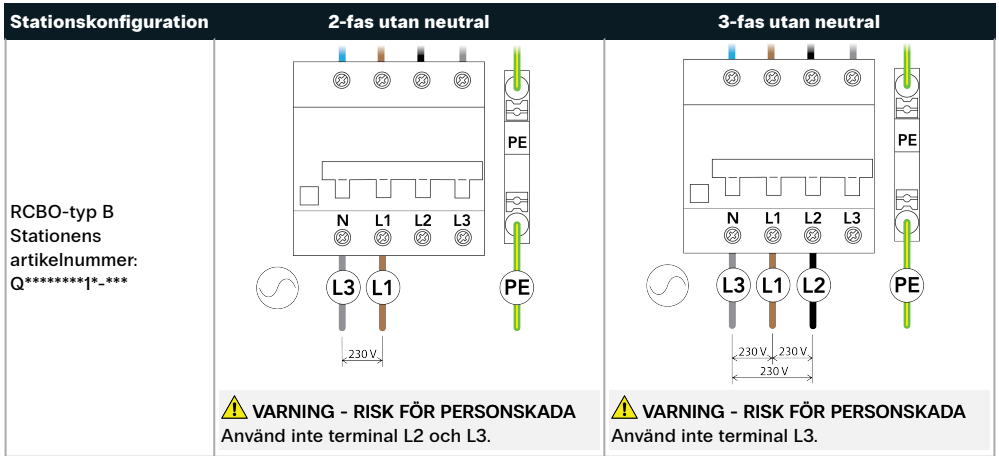 Stationskonfiguration
2-fas utan neutral
3-fas utan neutral
RCBO-typ B
Stationens
artikelnummer:
Q********1*-***
PE
N L1 L2 L3
L3 L1 PE
230 V
VARNING - RISK FÖR PERSONSKADA
Använd inte terminal L2 och L3.
PE
N L1 L2 L3
L3 L1 L2 PE
230 V 230 V
230 V
VARNING - RISK FÖR PERSONSKADA
Använd inte terminal L3.